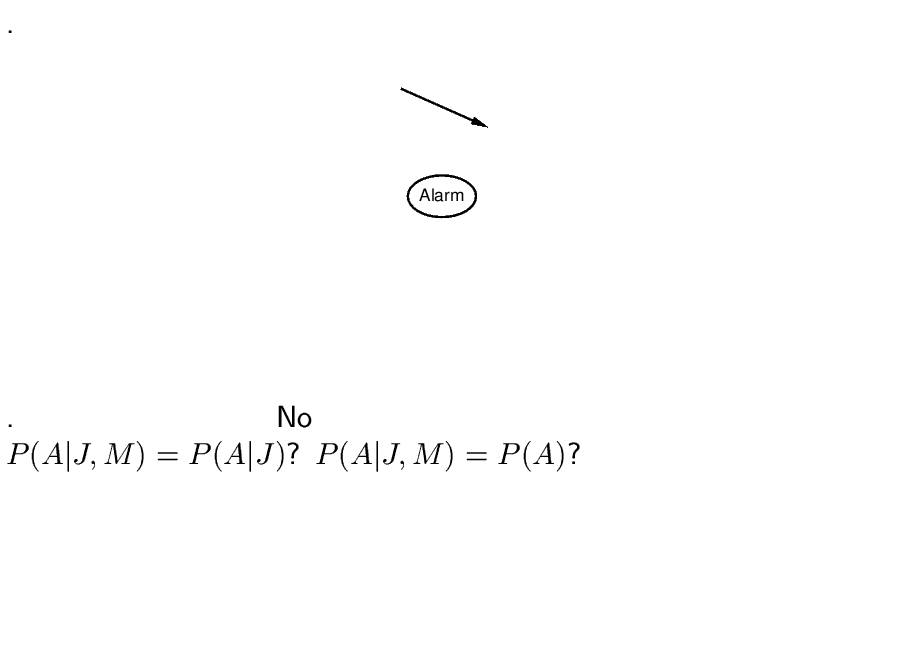 .
Alarm
. No
P(A|J, M) = P(A|J)? P(A|J, M) = P(A)?